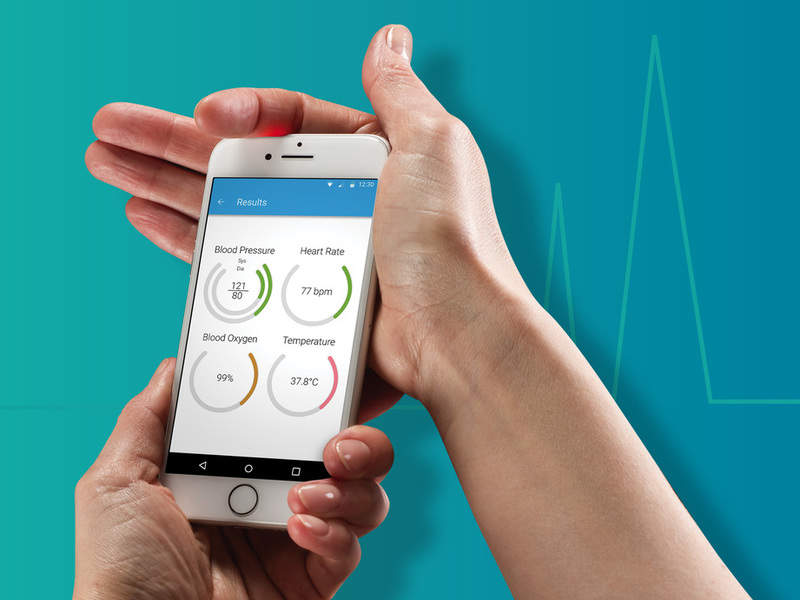 12:30
Results
Blood Pressure
Sys
Dia
121
80
Heart Rate
77 bpm
Blood Oxygen
99%
Temperature
37.8°C